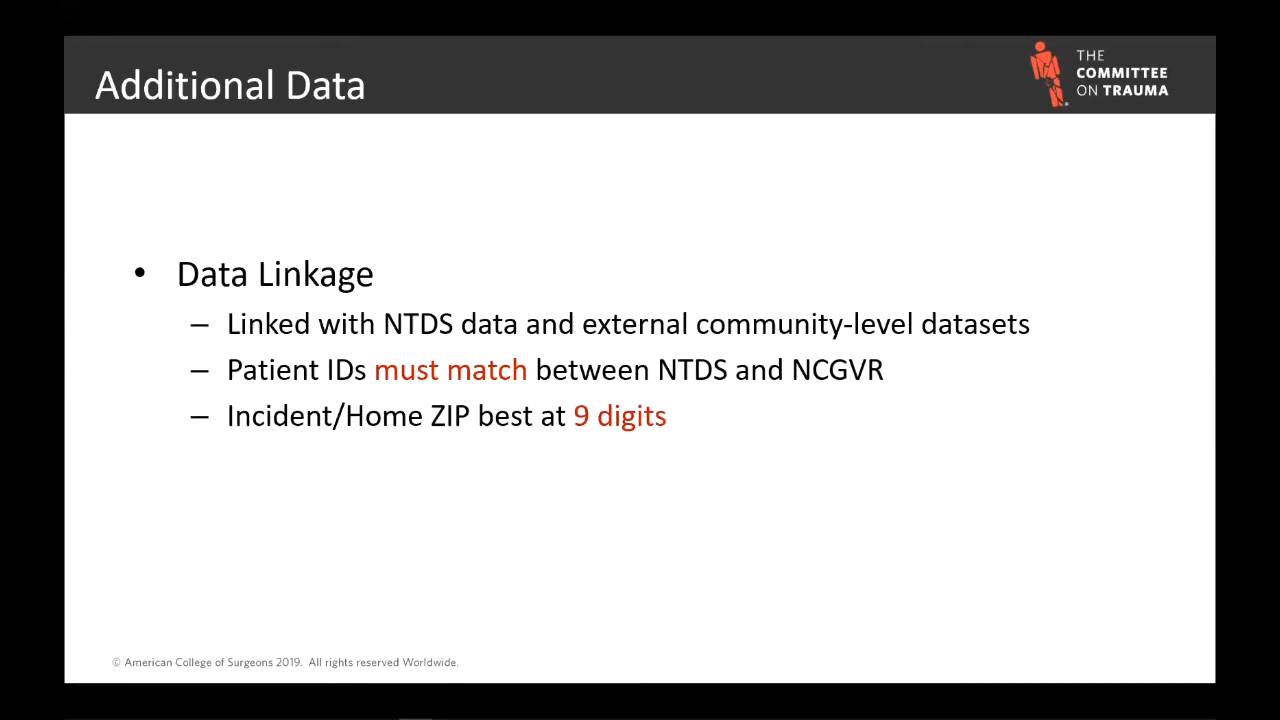 Additional Data
THE
COMMITTEE
ON TRAUMA
• Data Linkage
– Linked with NTDS data and external community-level datasets
– Patient IDs must match between NTDS and NCGVR
– Incident/Home ZIP best at 9 digits
© American College of Surgeons 2019. All rights reserved Worldwide.